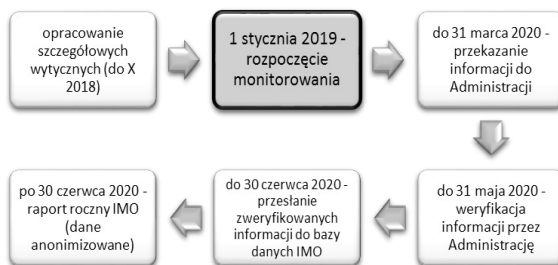 opracowanie
szczegółowych
wytycznych (do X
2018)
1 stycznia 2019 -
rozpoczęcie
monitorowania
do 31 marca 2020 -
przekazanie
informacji do
Administracji
do 31 maja 2020 -
weryfikacja
informacji przez
Administrację
do 30 czerwca 2020 -
przesłanie
zweryfikowanych
informacji do bazy
danych IMO
po 30 czerwca 2020 -
raport roczny IMO
(dane
anonimizowane)